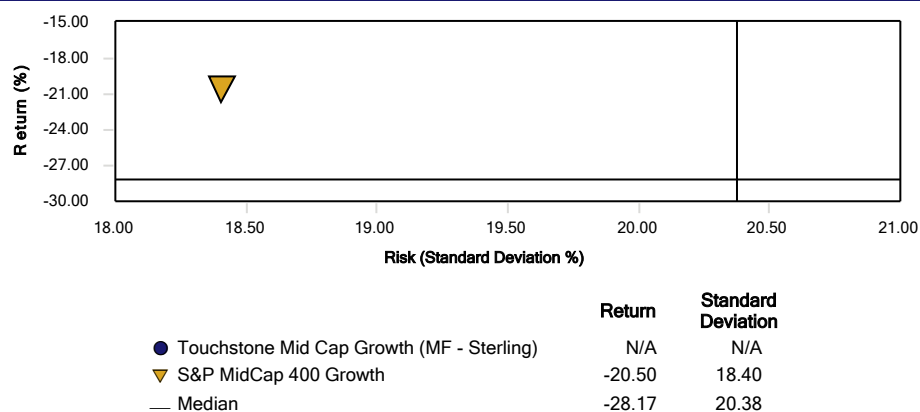 -15.00
-18.00
-21.00
-24.00
-27.00
-30.00
Return (%)
18.00 18.50 19.00 19.50 20.00 20.50 21.00
Risk (Standard Deviation %)
Return Standard Deviation
Touchstone Mid Cap Growth (MF - Sterling) N/A N/A
S&P MidCap 400 Growth -20.50 18.40
Median -28.17 20.38